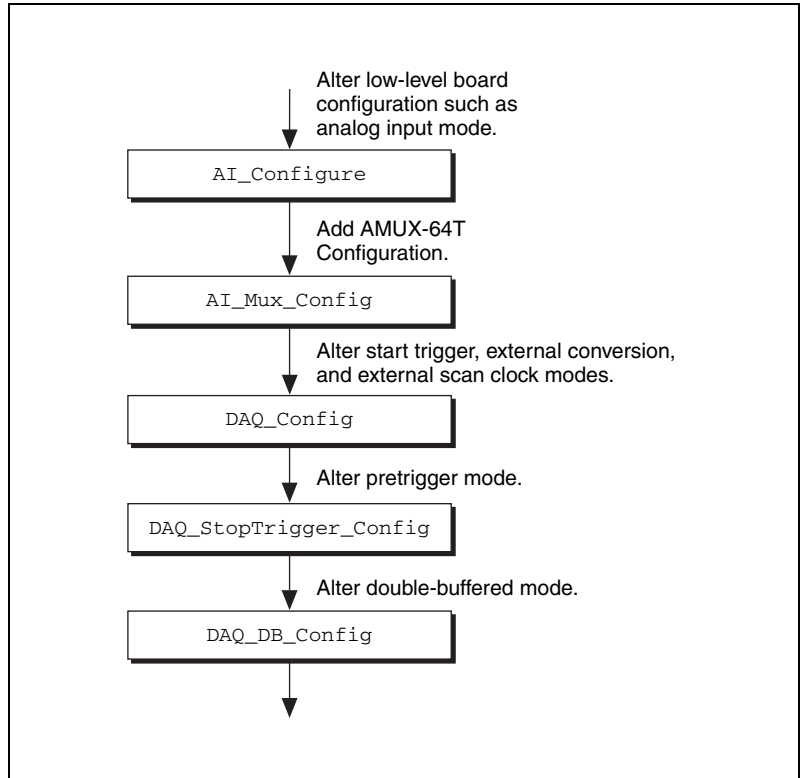 Alter low-level board
configuration such as
analog input mode.
AI_Configure
Add AMUX-64T
Configuration.
AI_Mux_Config
Alter start trigger, external conversion,
and external scan clock modes.
DAQ_Config
Alter pretrigger mode.
DAQ_StopTrigger_Config
Alter double-buffered mode.
DAQ_DB_Config